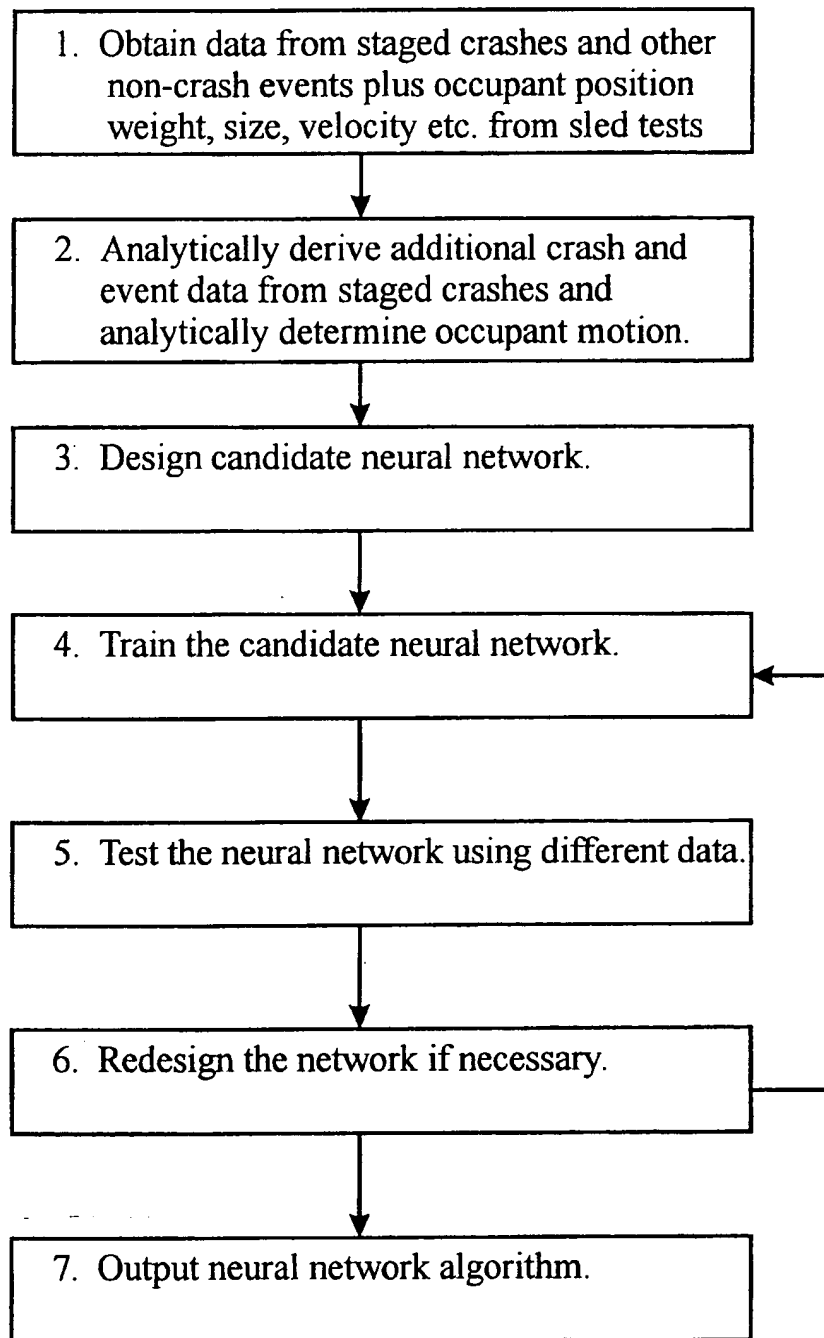 1. Obtain data from staged crashes and other
non-crash events plus occupant position
weight, size, velocity etc. from sled tests
2. Analytically derive additional crash and
event data from staged crashes and
analytically determine occupant motion.
3. Design candidate neural network.
4. Train the candidate neural network.
5. Test the neural network using different data.
6. Redesign the network if necessary.
7. Output neural network algorithm.